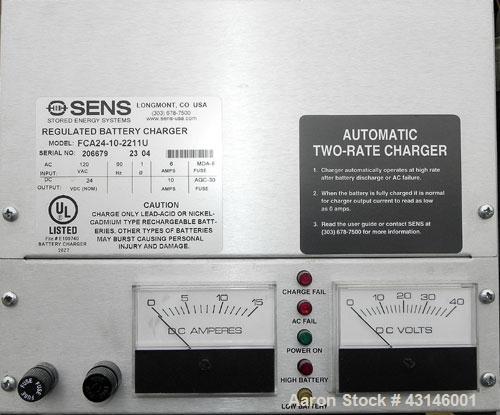 SENS
STORED ENERGY SYSTEMS
LONGMONT, CO USA
(303) 678-7500
www.sens-usa.com
REGULATED BATTERY CHARGER
MODEL: FCA24-10-2211U
SERIAL NO: 206679 23 04
AC 120 1 6
INPUT: VAC Hz Ø AMPS FUSE
DC 24 10 AGC-30
OUTPUT: VDC (NOM) AMPS FUSE
UL
LISTED
File # E109740
BATTERY CHARGER
CAUTION
CHARGE ONLY LEAD-ACID OR NICKEL-
CADMIUM TYPE RECHARGEABLE BATT-
ERIES. OTHER TYPES OF BATTERIES
MAY BURST CAUSING PERSONAL
INJURY AND DAMAGE.
AUTOMATIC
TWO-RATE CHARGER
1. Charger automatically operates at high rate
after battery discharge or AC failure.
2. When the battery is fully charged it is normal
for charger output current to read as low
as 0 amps.
3. Read the user guide or contact SENS at
(303) 678-7500 for more information.
0 5 10 15
D.C. AMPERES
CHARGE FAIL
AC FAIL
POWER ON
HIGH BATTERY
LOW BATTERY
0 10 20 30 40
D C VOLTS
FUSE
FUSE
Aaron Stock # 43146001